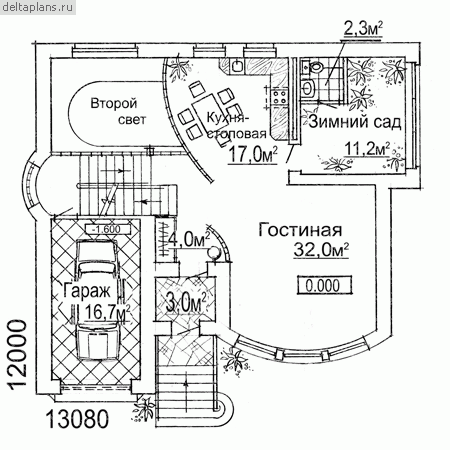 deltaplans.ru
2,3м²
Второй
свет
Кухня-
столовая
17,0м²
Зимний сад
11,2м²
Гостиная
32,0м²
0.000
-1.600
4,0м²
Гараж
16,7м²
3,0м²
12000
13080